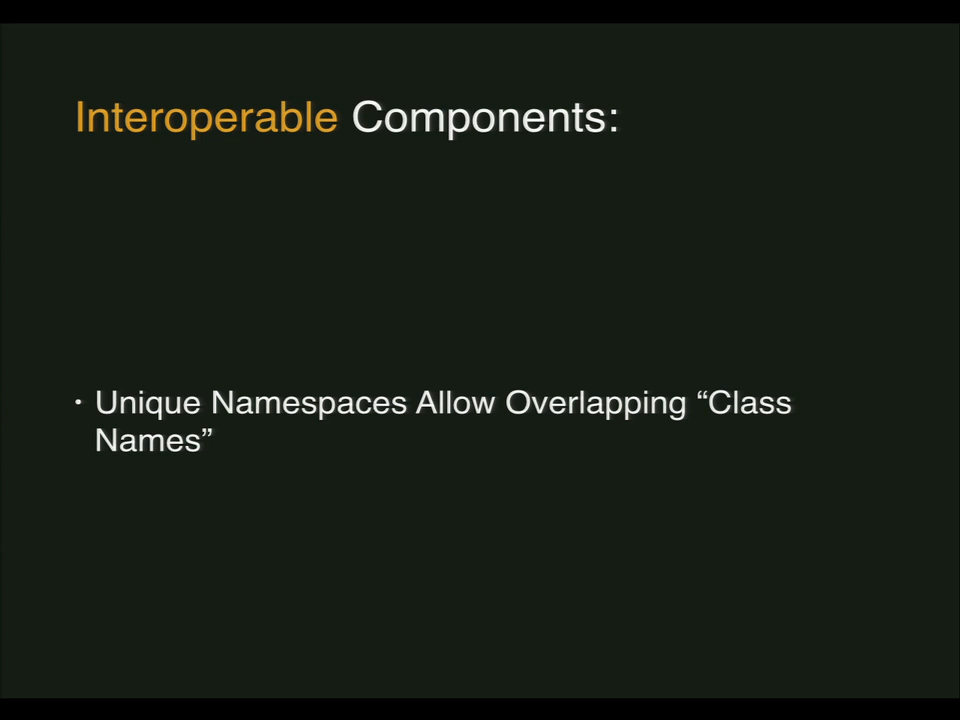 Interoperable Components:
• Unique Namespaces Allow Overlapping “Class
Names”